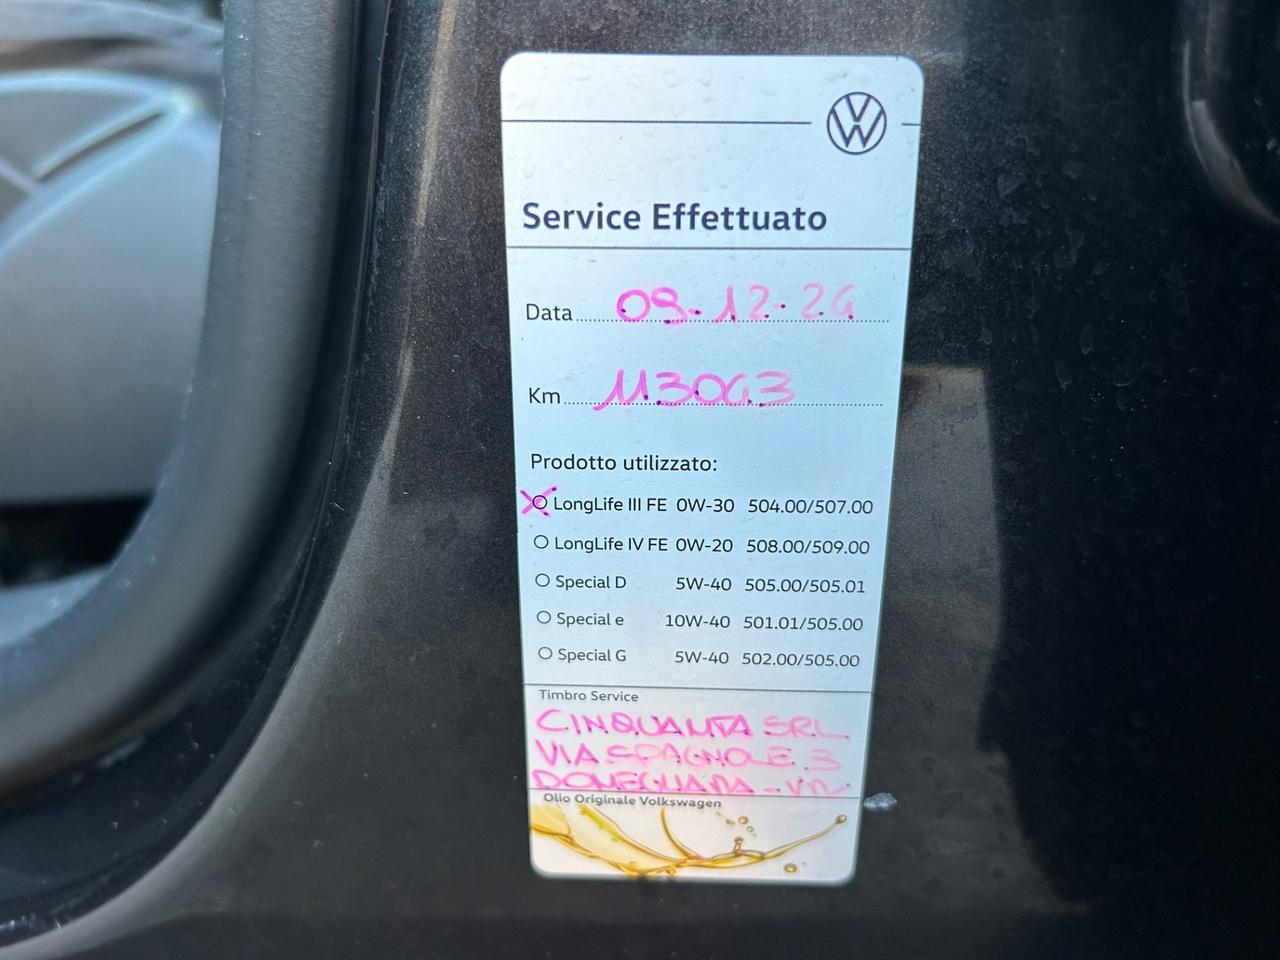 Service Effettuato
Data 09-12-24
Km 113043
Prodotto utilizzato:
LongLife III FE 0W-30 504.00/507.00
LongLife IV FE 0W-20 508.00/509.00
Special D 5W-40 505.00/505.01
Special e 10W-40 501.01/505.00
Special G 5W-40 502.00/505.00
Timbro Service
CINQUANTA SRL
VIA SPAGNOLE 3
DOMEGLIARA - VR
Olio Originale Volkswagen